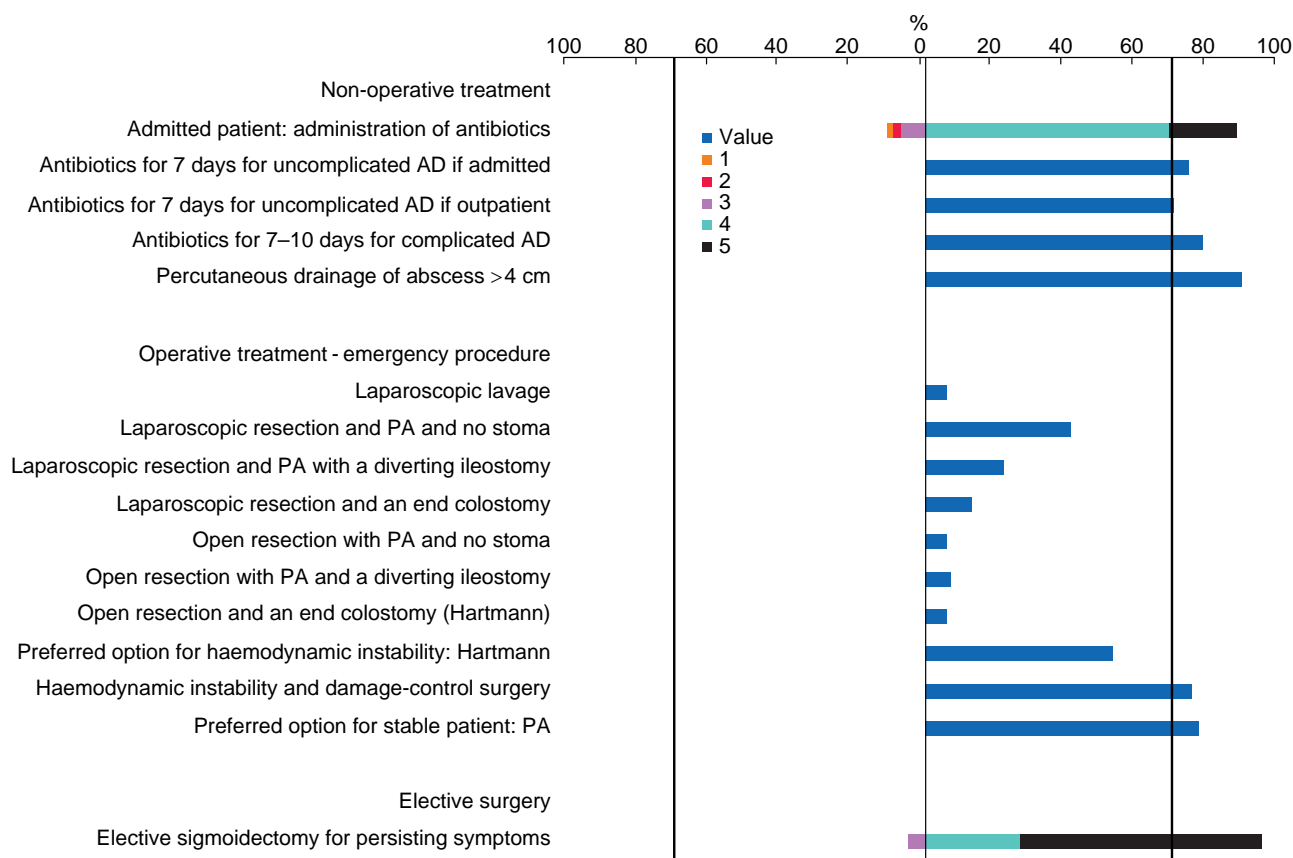 %
100 80 60 40 20 0 20 40 60 80 100
Non-operative treatment
Admitted patient: administration of antibiotics
Antibiotics for 7 days for uncomplicated AD if admitted
Antibiotics for 7 days for uncomplicated AD if outpatient
Antibiotics for 7–10 days for complicated AD
Percutaneous drainage of abscess >4 cm
Value
1
2
3
4
5
Operative treatment - emergency procedure
Laparoscopic lavage
Laparoscopic resection and PA and no stoma
Laparoscopic resection and PA with a diverting ileostomy
Laparoscopic resection and an end colostomy
Open resection with PA and no stoma
Open resection with PA and a diverting ileostomy
Open resection and an end colostomy (Hartmann)
Preferred option for haemodynamic instability: Hartmann
Haemodynamic instability and damage-control surgery
Preferred option for stable patient: PA
Elective surgery
Elective sigmoidectomy for persisting symptoms